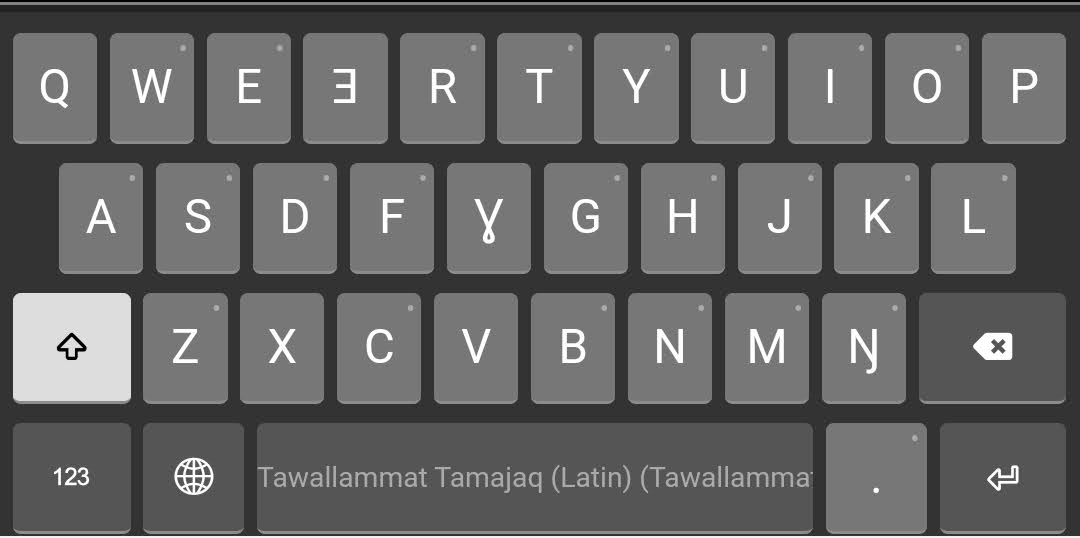 Q W E Ǝ R T Y U I O P
A S D F Ɣ G H J K L
Z X C V B N M Ŋ
123 Tawallammat Tamajaq (Latin) (Tawallammat .